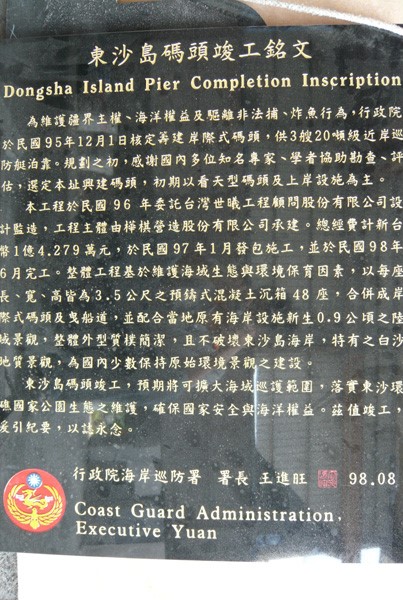 東沙島碼頭竣工銘文
Dongsha Island Pier Completion Inscription
為維護疆界主權、海洋權益及驅離非法捕、炸魚行為,行政院
於民國95年12月1日核定籌建岸際式碼頭,供3艘20噸級近岸巡
防艇泊靠。規劃之初,感謝國內多位知名專家、學者協助勘查、評
估,選定本址興建碼頭,初期以看天型碼頭及上岸設施為主。
本工程於民國96年委託台灣世曦工程顧問股份有限公司設
計監造,工程主體由樺棋營造股份有限公司承建。總經費計新台
幣1億4.279萬元,於民國97年1月發包施工,並於民國98年
6月完工。整體工程基於維護海域生態與環境保育因素,以每座
長、寬、高皆為3.5公尺之預鑄式混凝土沉箱48座,合併成岸
際式碼頭及曳船道,並配合當地原有海岸設施新生0.9公頃之陸
域景觀,整體外型質樸簡潔,且不破壞東沙島海岸,特有之白沙
地質景觀,為國內少數保持原始環境景觀之建設。
東沙島碼頭竣工,預期將可擴大海域巡護範圍,落實東沙環
礁國家公園生態之維護,確保國家安全與海洋權益。茲值竣工,
爰引紀要,以誌永念。
行政院海岸巡防署 署長 王進旺 98.08
Coast Guard Administration,
Executive Yuan